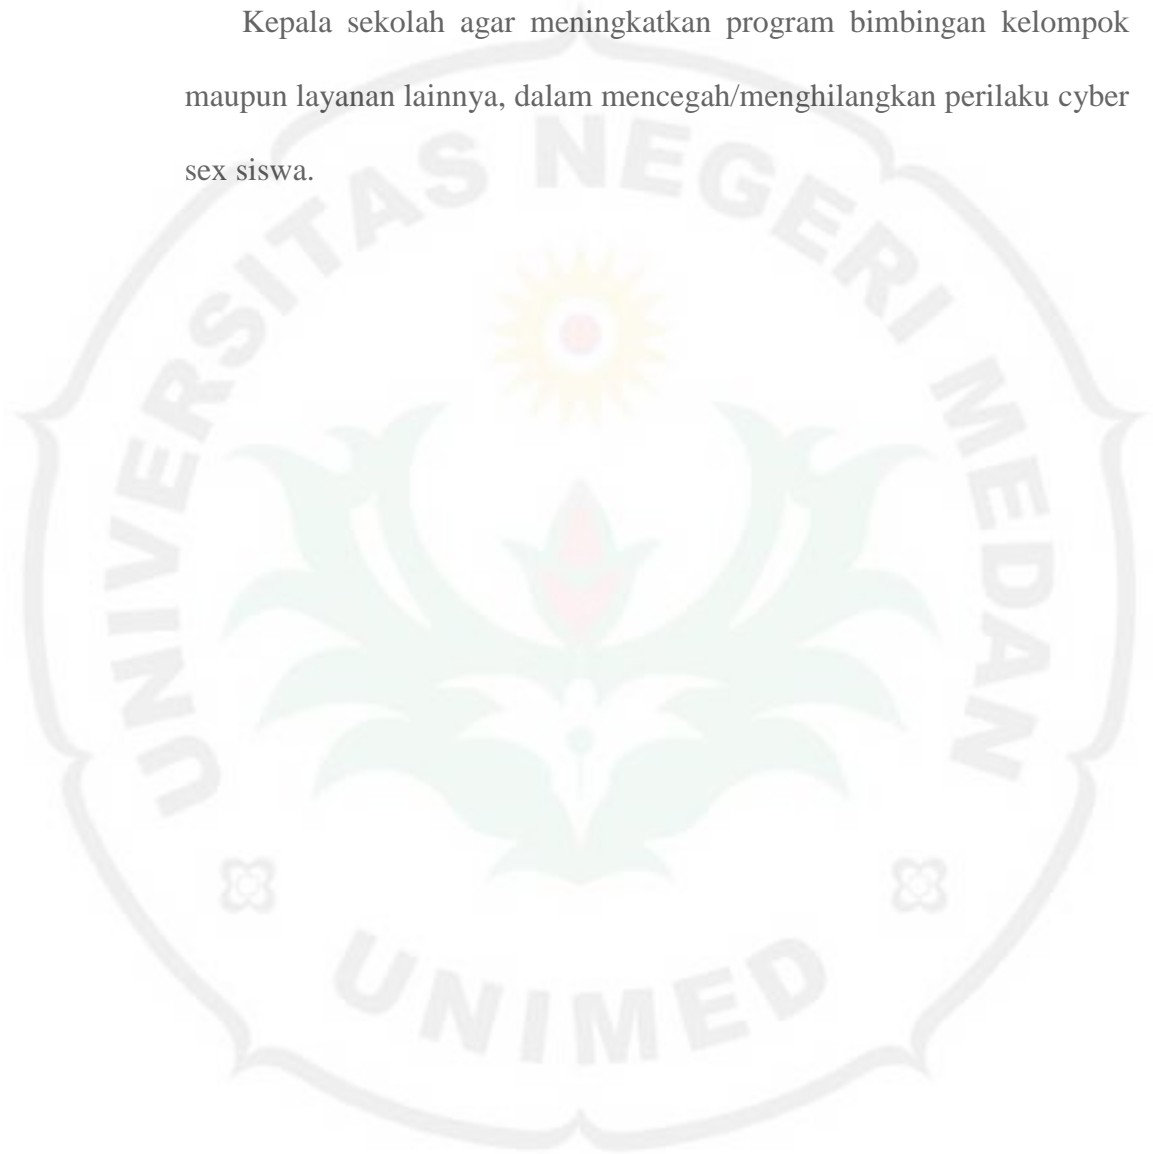 Kepala sekolah agar meningkatkan program bimbingan kelompok
maupun layanan lainnya, dalam mencegah/menghilangkan perilaku cyber
sex siswa.
UNIVERSITAS NEGERI MEDAN
UNIMED